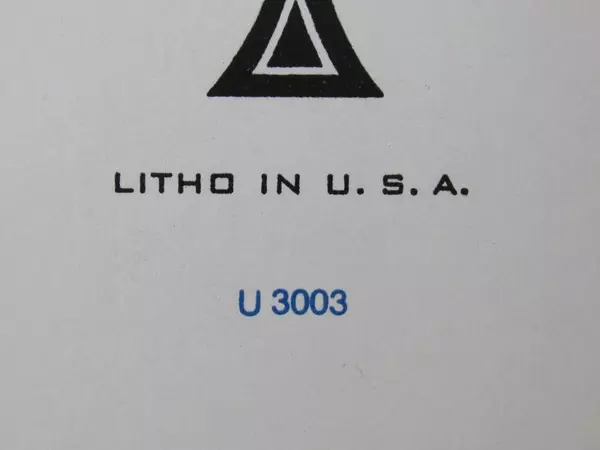 LITHO IN U. S. A.
U 3003